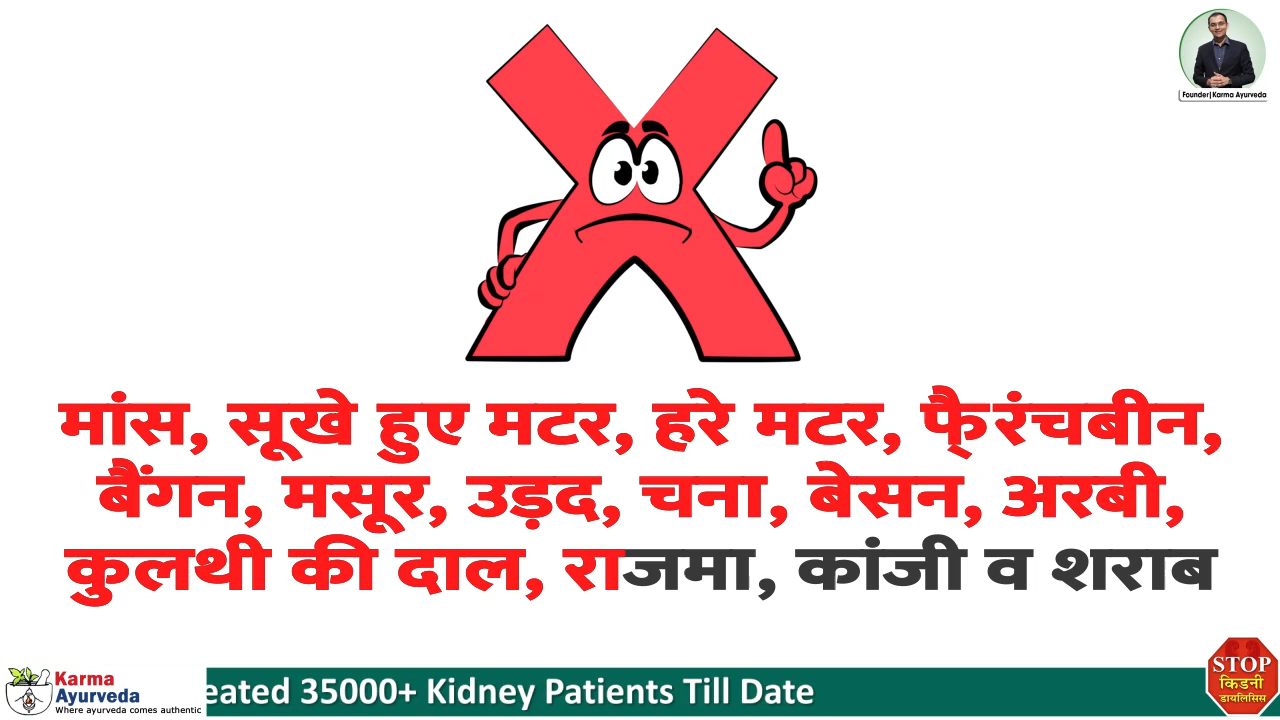 Founder|Karma Ayurveda
मांस, सूखे हुए मटर, हरे मटर, फै्रंचबीन,
बैंगन, मसूर, उड़द, चना, बेसन, अरबी,
कुलथी की दाल, राजमा, कांजी व शराब
Karma
Ayurveda
Where ayurveda comes authentic
eated 35000+ Kidney Patients Till Date
STOP
किडनी
डायलिसिस